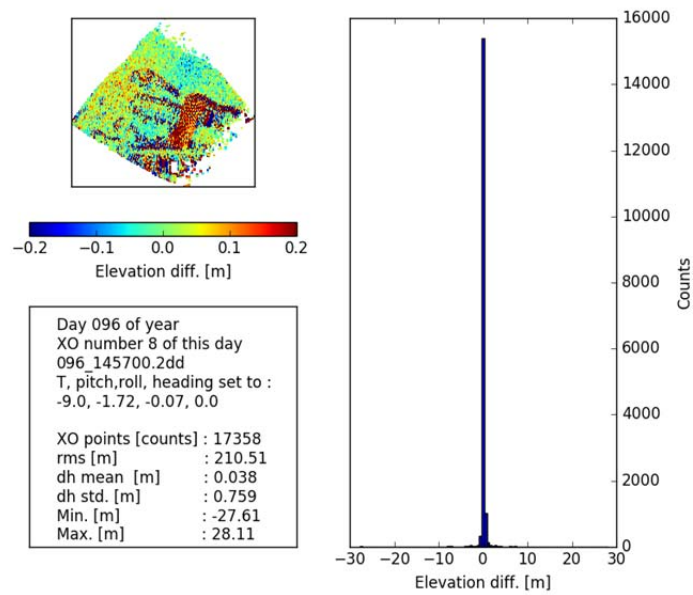 −0.2 −0.1 0.0 0.1 0.2
Elevation diff. [m]
Day 096 of year
XO number 8 of this day
096_145700.2dd
T, pitch,roll, heading set to :
-9.0, -1.72, -0.07, 0.0
XO points [counts] : 17358
rms [m] : 210.51
dh mean [m] : 0.038
dh std. [m] : 0.759
Min. [m] : -27.61
Max. [m] : 28.11
16000
14000
12000
10000
8000
6000
4000
2000
0
Counts
−30 −20 −10 0 10 20 30
Elevation diff. [m]